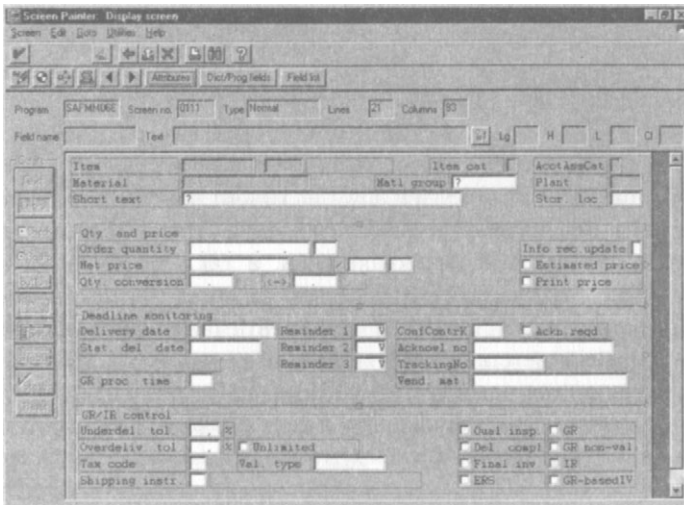 Screen Painter: Display screen
Screen Edit Goto Utilities Help
Attributes Dict/Prog fields Field list
Program SAPMM06E Screen no. 0111 Type Normal Lines 21 Columns 83
Field name Text Lg H L Cl
Item Item cat AcctAssCat
Material Matl group ? Plant
Short text ? Stor. loc
Qty. and price
Order quantity Info rec.update
Net price / Estimated price
Qty. conversion <-> Print price
Deadline monitoring
Delivery date Reminder 1 V ConfContrK Ackn.reqd
Stat. del date Reminder 2 V Acknowl no
Reminder 3 V TrackingNo
GR proc time Vend. mat.
GR/IR control
Underdel. tol. % Qual insp. GR
Overdeliv tol % Unlimited Del compl GR non-val.
Tax code Val. type Final inv IR
Shipping instr. ERS GR-basedIV